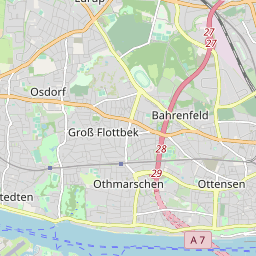 Lurup
27
27
Osdorf
Bahrenfeld
Groß Flottbek
28
29
Othmarschen
Ottensen
stedten
A 7